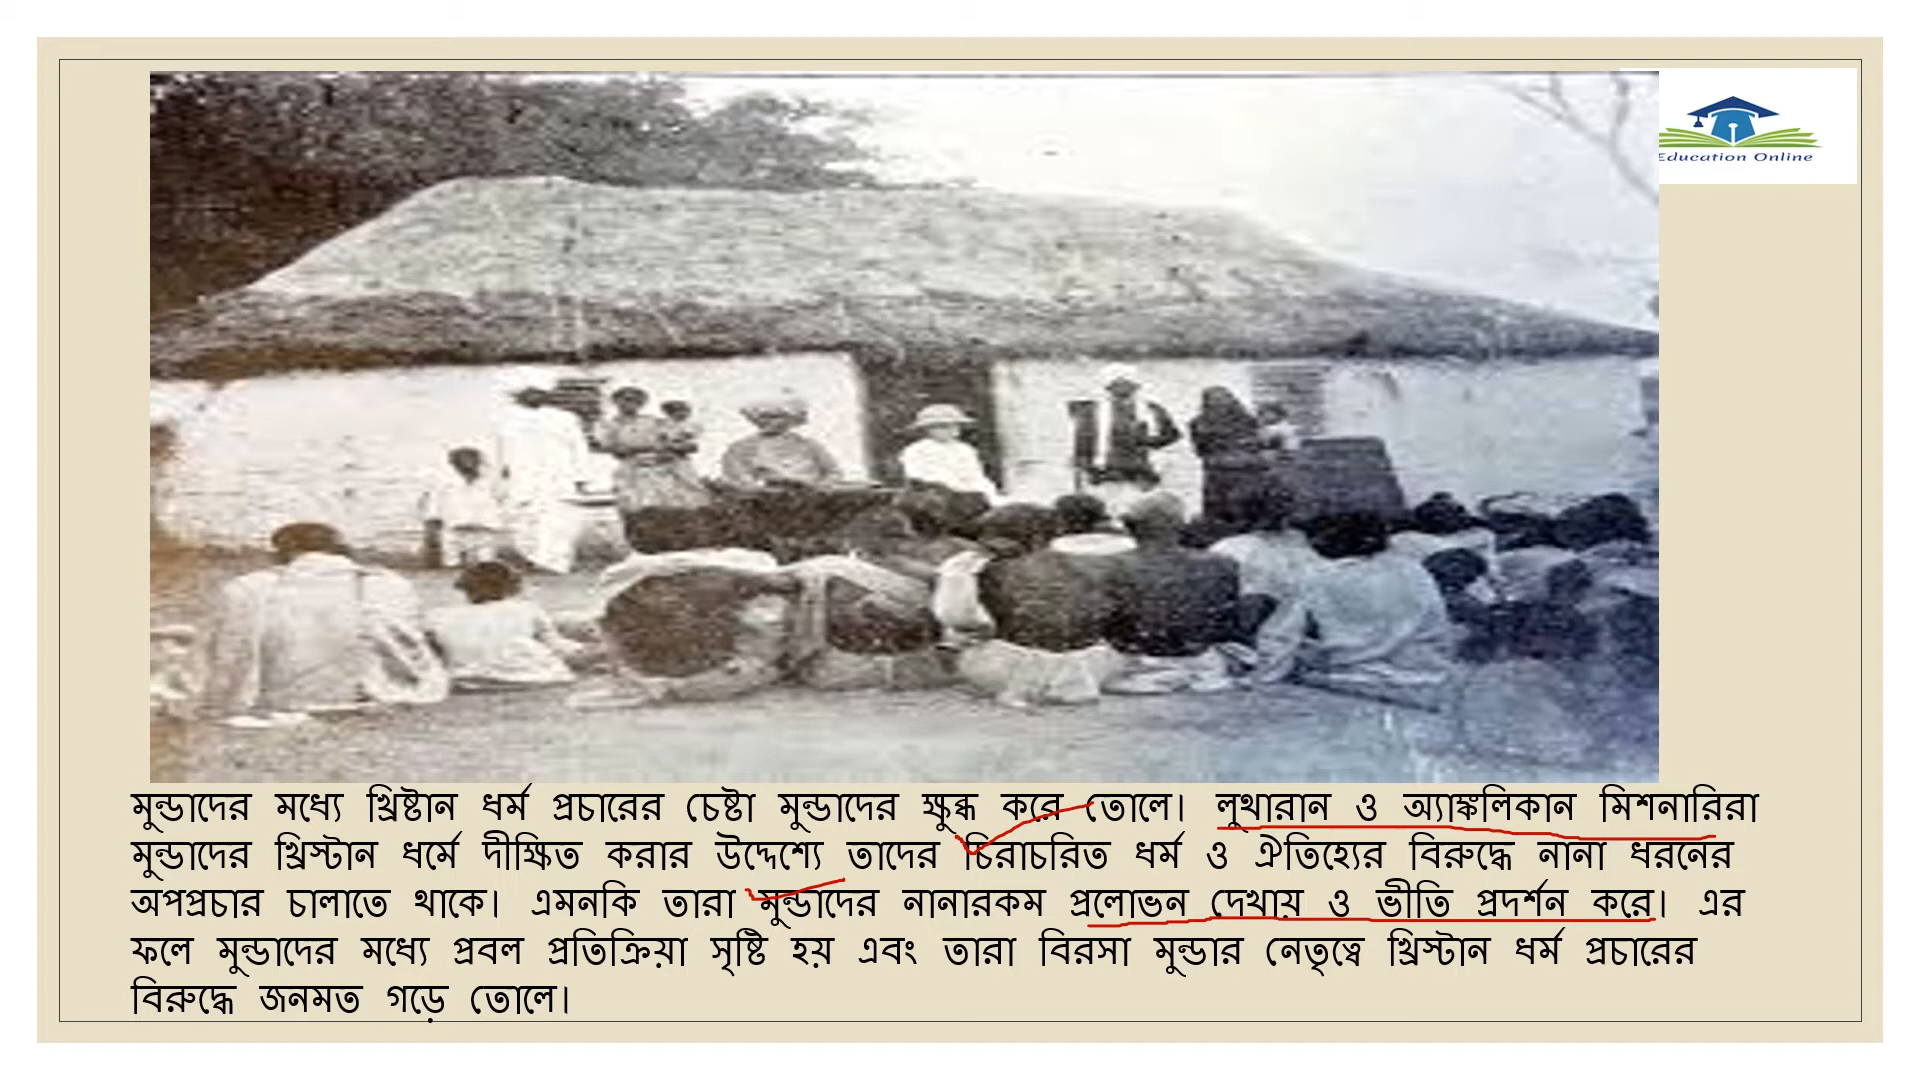 Education Online
মুন্ডাদের মধ্যে খ্রিষ্টান ধর্ম প্রচারের চেষ্টা মুন্ডাদের ক্ষুব্ধ করে তোলে। লুথারান ও অ্যাঙ্কলিকান মিশনারিরা
মুন্ডাদের খ্রিস্টান ধর্মে দীক্ষিত করার উদ্দেশ্যে তাদের চিরাচরিত ধর্ম ও ঐতিহ্যের বিরুদ্ধে নানা ধরনের
অপপ্রচার চালাতে থাকে। এমনকি তারা মুন্ডাদের নানারকম প্রলোভন দেখায় ও ভীতি প্রদর্শন করে। এর
ফলে মুন্ডাদের মধ্যে প্রবল প্রতিক্রিয়া সৃষ্টি হয় এবং তারা বিরসা মুন্ডার নেতৃত্বে খ্রিস্টান ধর্ম প্রচারের
বিরুদ্ধে জনমত গড়ে তোলে।